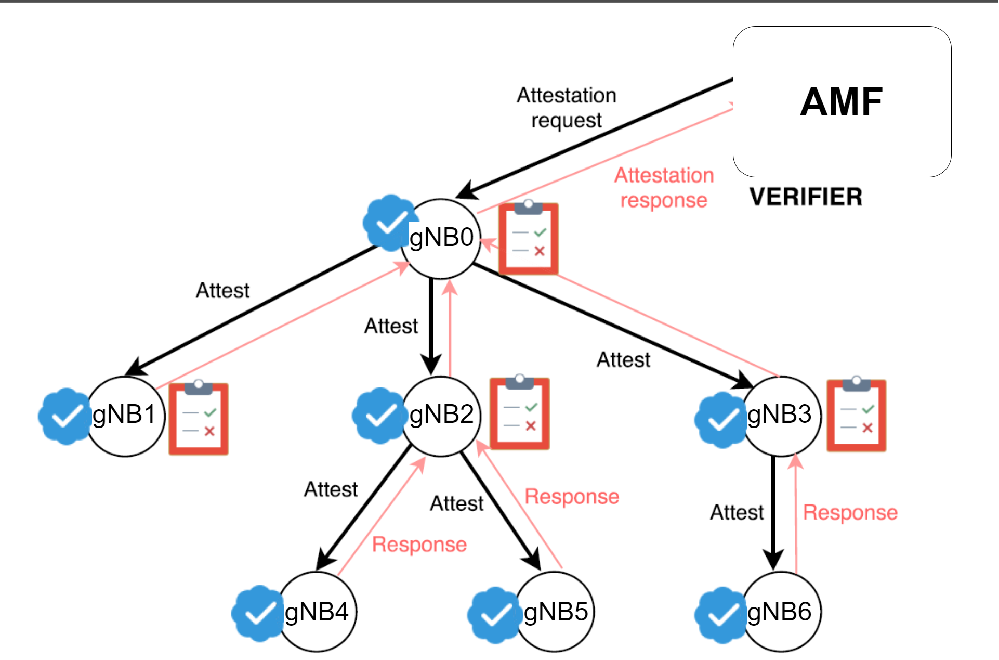 AMF
Attestation
request
Attestation
response
VERIFIER
gNB0
Attest
Attest
Attest
gNB1
gNB2
gNB3
Attest
Attest
Response
Attest
Response
Response
gNB4
gNB5
gNB6